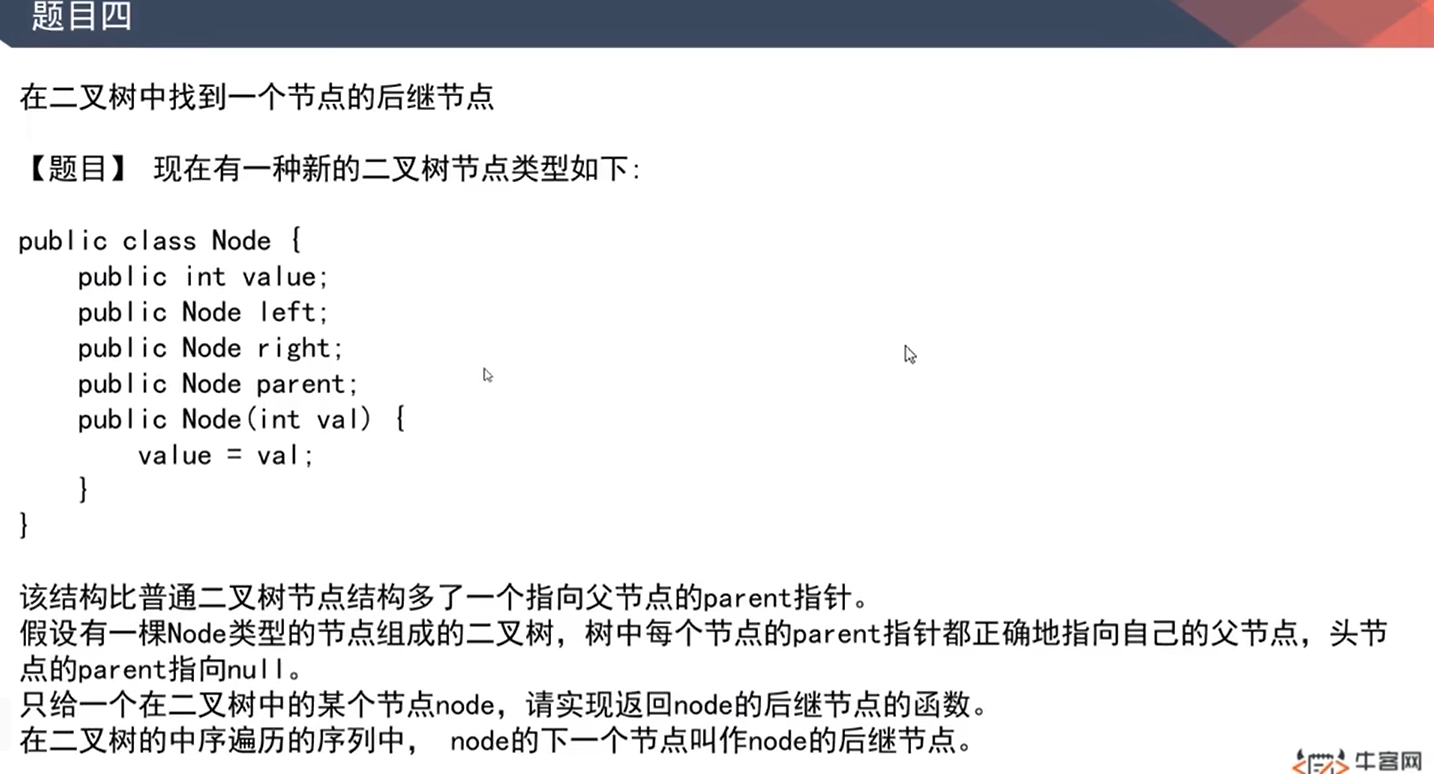 题目四
在二叉树中找到一个节点的后继节点
【题目】 现在有一种新的二叉树节点类型如下:
public class Node {
    public int value;
    public Node left;
    public Node right;
    public Node parent;
    public Node(int val) {
        value = val;
    }
}
该结构比普通二叉树节点结构多了一个指向父节点的parent指针。
假设有一棵Node类型的节点组成的二叉树，树中每个节点的parent指针都正确地指向自己的父节点，头节
点的parent指向null。
只给一个在二叉树中的某个节点node，请实现返回node的后继节点的函数。
在二叉树的中序遍历的序列中， node的下一个节点叫作node的后继节点。
牛客网